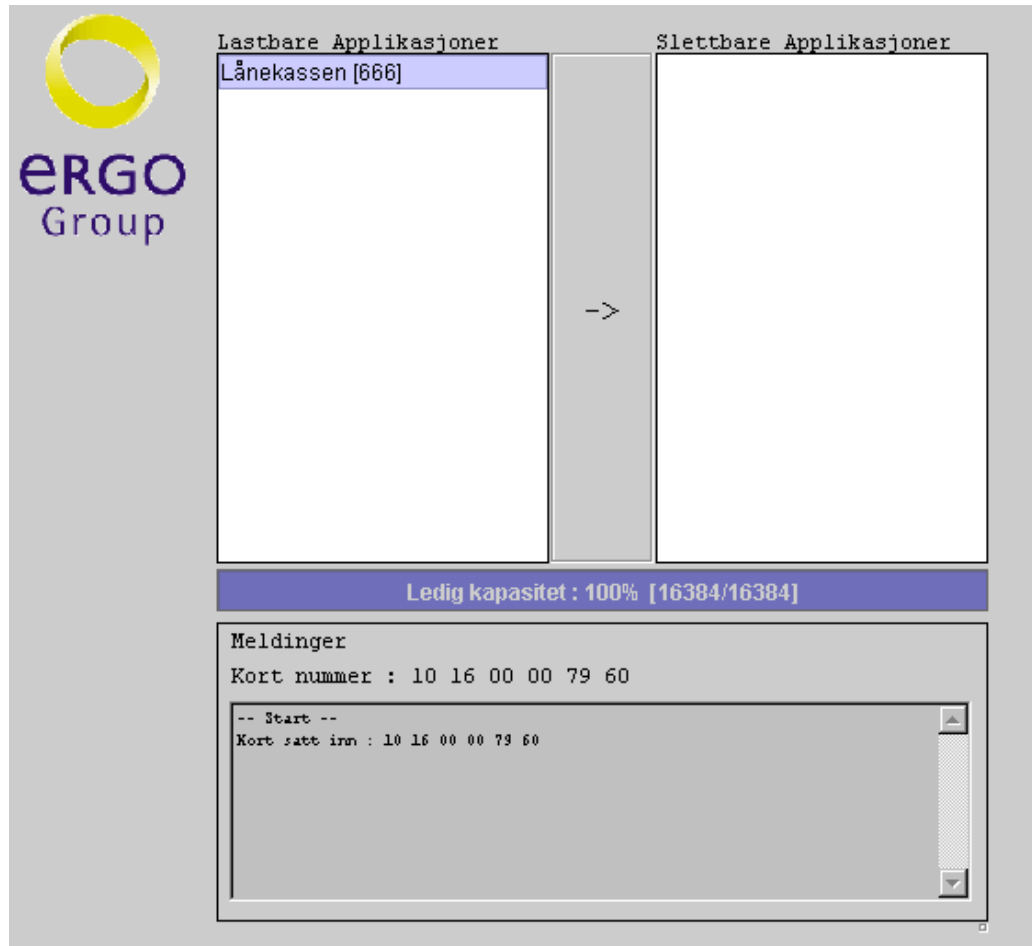 eRGO
Group
Lastbare Applikasjoner
Slettbare Applikasjoner
Lånekassen [666]
->
Ledig kapasitet : 100% [16384/16384]
Meldinger
Kort nummer : 10 16 00 00 79 60
-- Start --
Kort satt inn : 10 16 00 00 79 60